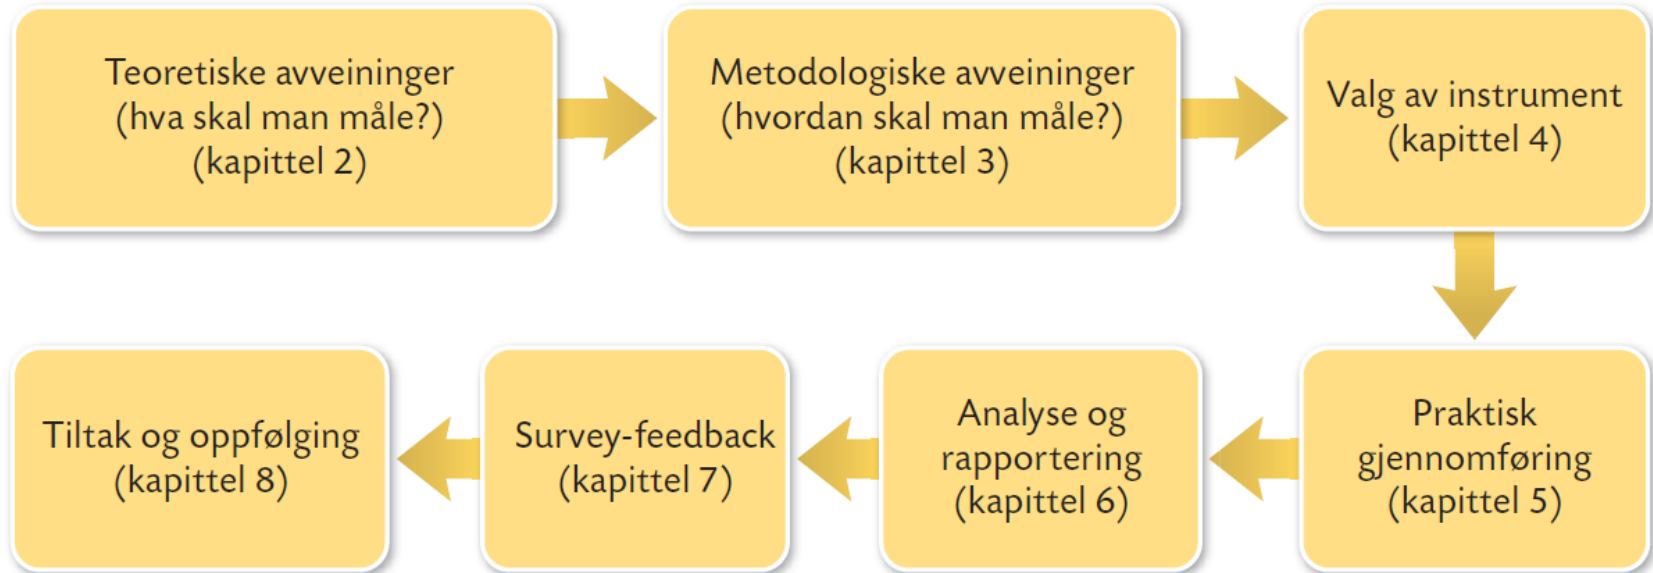 Teoretiske avveininger
(hva skal man måle?)
(kapittel 2)
Metodologiske avveininger
(hvordan skal man måle?)
(kapittel 3)
Valg av instrument
(kapittel 4)
Praktisk
gjennomføring
(kapittel 5)
Analyse og
rapportering
(kapittel 6)
Survey-feedback
(kapittel 7)
Tiltak og oppfølging
(kapittel 8)